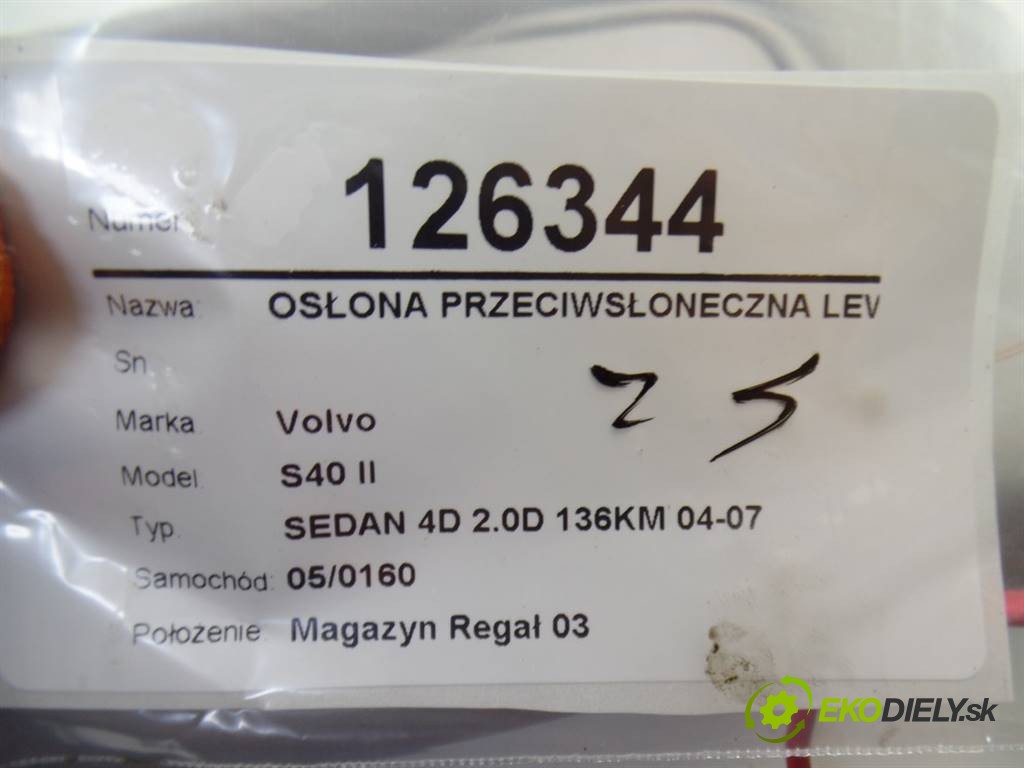 Numer 126344
Nazwa: OSŁONA PRZECIWSŁONECZNA LEV
Sn.
Marka Volvo
Model. S40 II
Typ. SEDAN 4D 2.0D 136KM 04-07
Samochód: 05/0160
Położenie: Magazyn Regał 03
EKODIELY.sk